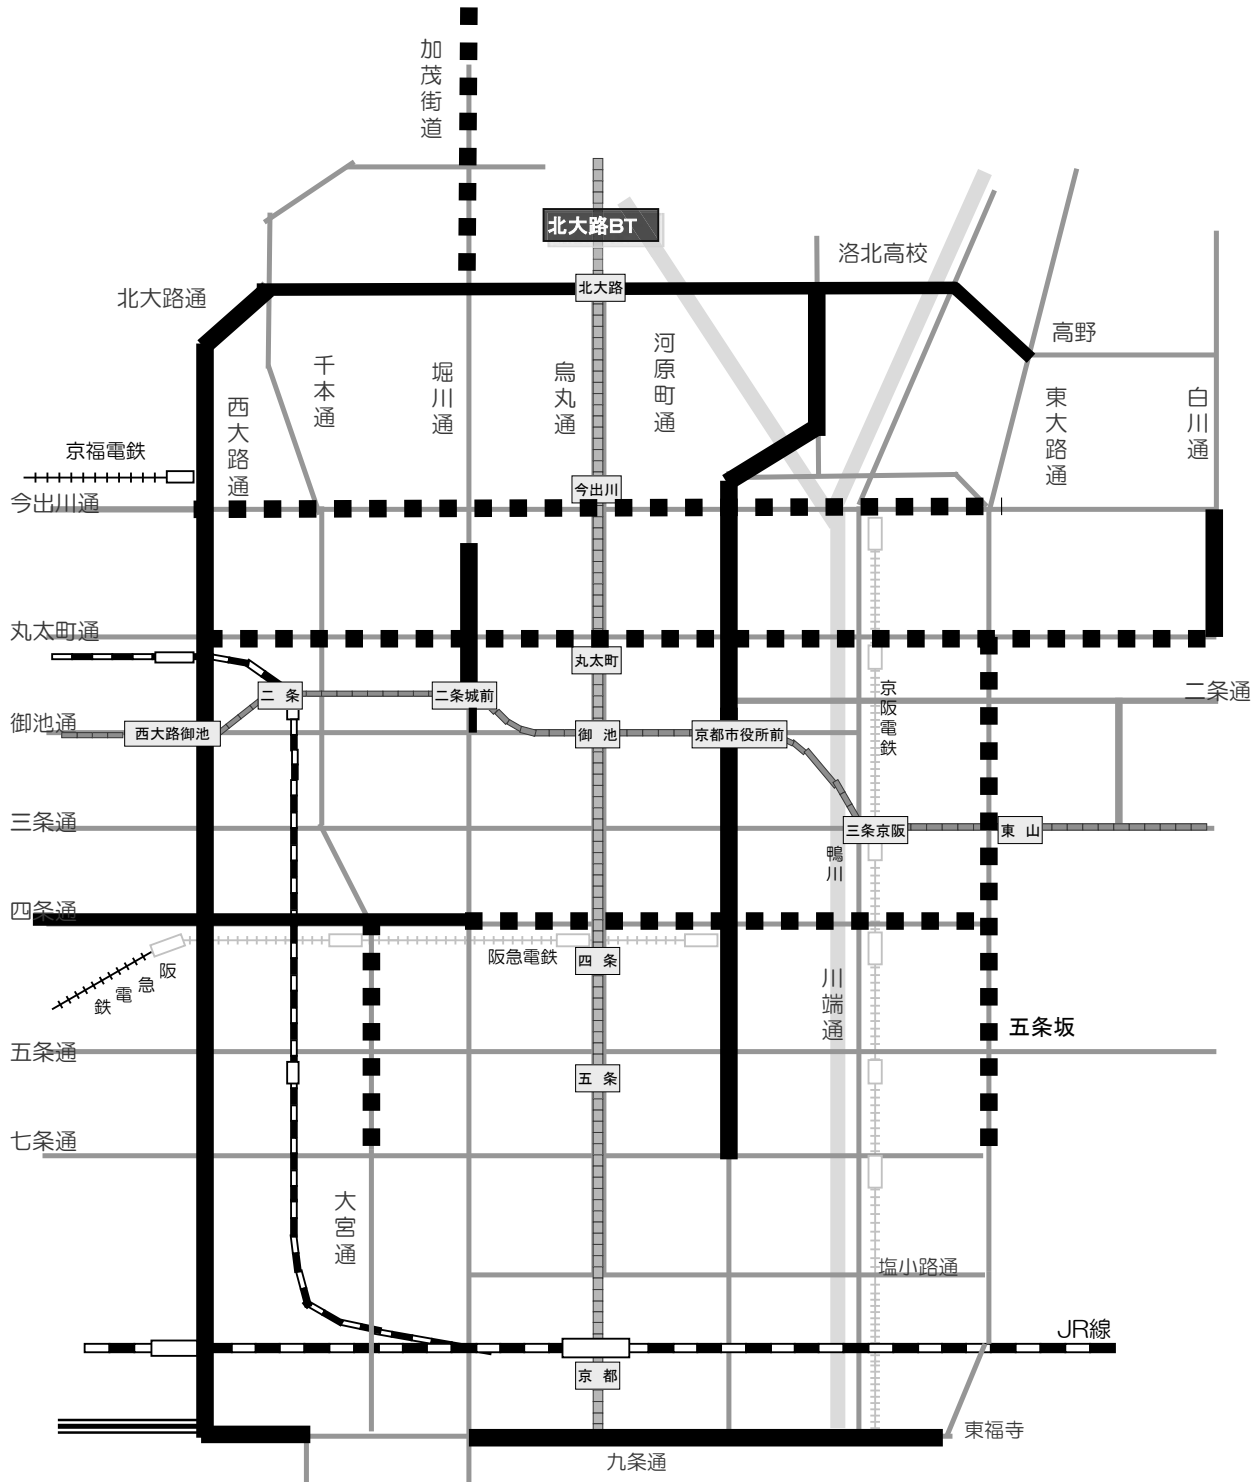 加茂街道
北大路BT
洛北高校
北大路通
北大路
高野
千本通
堀川通
烏丸通
河原町通
西大路通
東大路通
白川通
京福電鉄
今出川通
今出川
丸太町通
丸太町
二条
二条城前
京阪電鉄
二条通
御池通
西大路御池
御池
京都市役所前
三条通
三条京阪
東山
鴨川
四条通
阪急電鉄
阪急電鉄
四条
川端通
五条坂
五条通
五条
七条通
大宮通
塩小路通
JR線
京都
東福寺
九条通